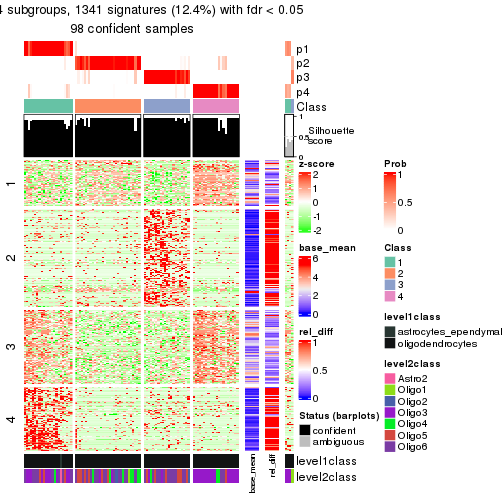 4 subgroups, 1341 signatures (12.4%) with fdr < 0.05
98 confident samples
p1
p2
p3
p4
Class
1
0.5
0
Silhouette
score
1
2
3
4
z-score
2
1
0
-1
-2
base_mean
6
4
2
0
rel_diff
1
0.5
0
Status (barplots)
confident
ambiguous
Prob
1
0.5
0
Class
1
2
3
4
level1class
astrocytes_ependymal
oligodendrocytes
level2class
Astro2
Oligo1
Oligo2
Oligo3
Oligo4
Oligo5
Oligo6
level1class
level2class
base_mean
rel_diff